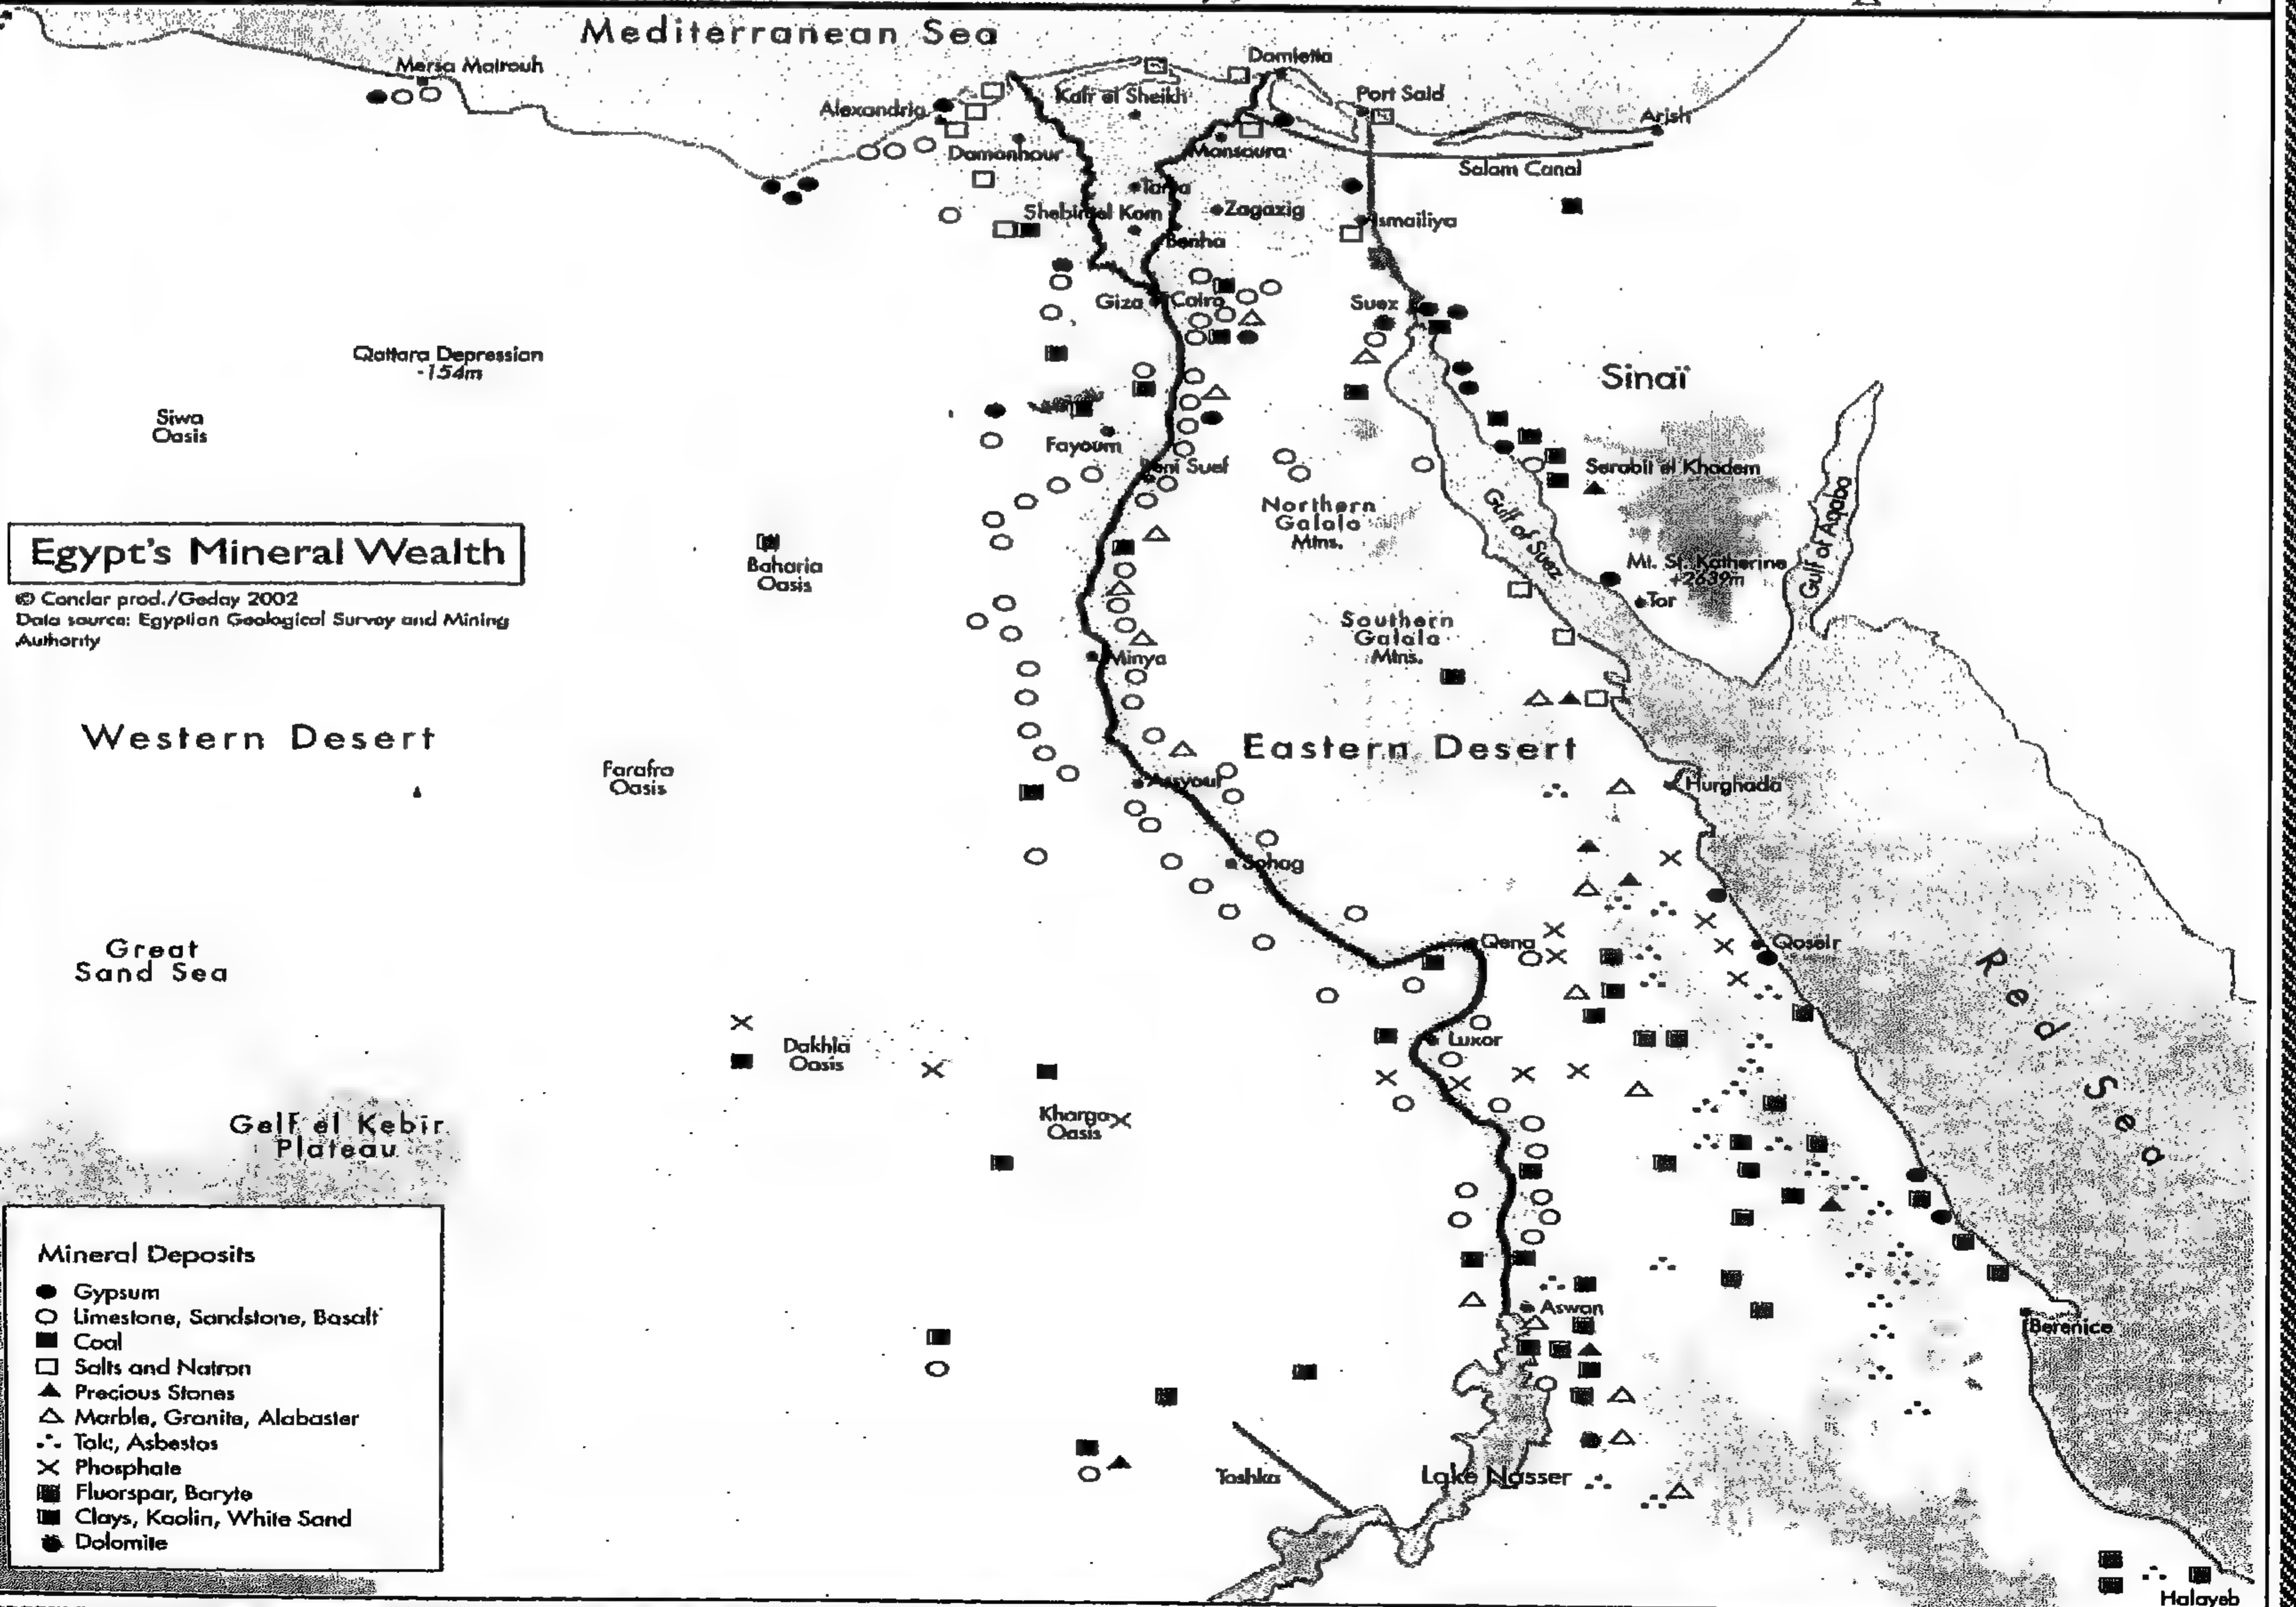 Mediterranean Sea
Mersa Matrouh
Alexandria
Kafr el Sheikh
Damietta
Port Said
Arish
Damanhour
Mansoura
Salam Canal
Tanta
Shebin el Kom
Zagazig
Ismailiya
Benha
Giza
Cairo
Suez
Qattara Depression
-154m
Sinaï
Siwa
Oasis
Fayoum
Beni Suef
Serabit el Khadem
Northern
Galala
Mtns.
Gulf of Suez
Gulf of Aqaba
Egypt's Mineral Wealth
© Condar prod./Geday 2002
Data source: Egyptian Geological Survey and Mining
Authority
Baharia
Oasis
Mt. St. Katherine
+2639m
Tor
Southern
Galala
Mtns.
Minya
Western Desert
Eastern Desert
Farafra
Oasis
Assyout
Hurghada
Sohag
Great
Sand Sea
Qena
Qoseir
Red Sea
Dakhla
Oasis
Luxor
Kharga
Oasis
Gelf el Kebir
Plateau
Aswan
Berenice
Toshka
Lake Nasser
Halayeb
Mineral Deposits
Gypsum
Limestone, Sandstone, Basalt
Coal
Salts and Natron
Precious Stones
Marble, Granite, Alabaster
Talc, Asbestos
Phosphate
Fluorspar, Baryte
Clays, Kaolin, White Sand
Dolomite